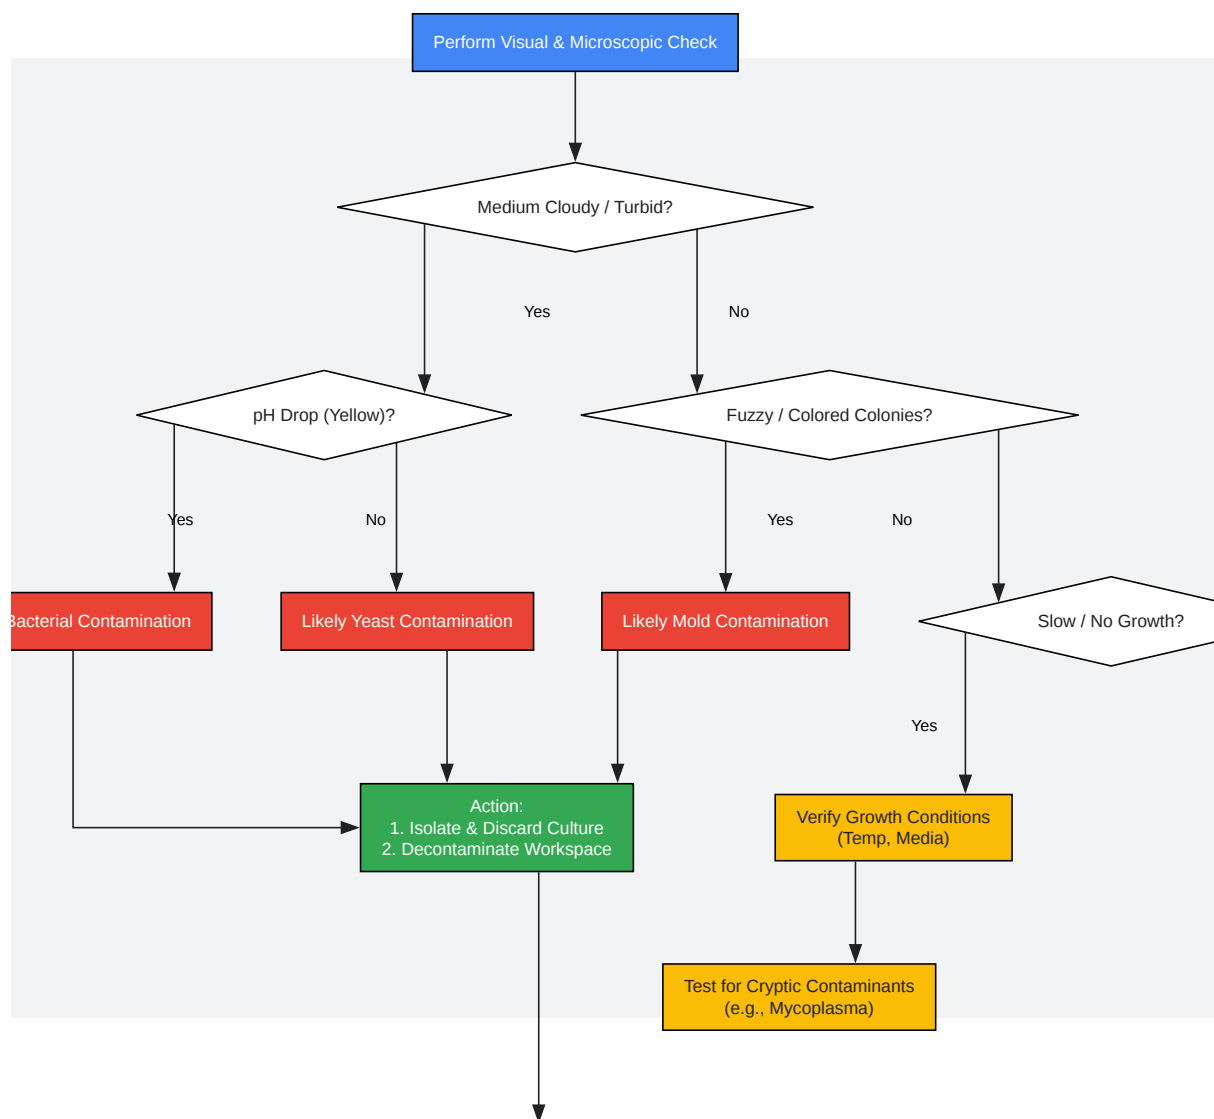 Perform Visual & Microscopic Check
Medium Cloudy / Turbid?
Yes
No
pH Drop (Yellow)?
Fuzzy / Colored Colonies?
Yes
No
Yes
No
Bacterial Contamination
Likely Yeast Contamination
Likely Mold Contamination
Slow / No Growth?
Yes
Action:
1. Isolate & Discard Culture
2. Decontaminate Workspace
Verify Growth Conditions
(Temp, Media)
Test for Cryptic Contaminants
(e.g., Mycoplasma)